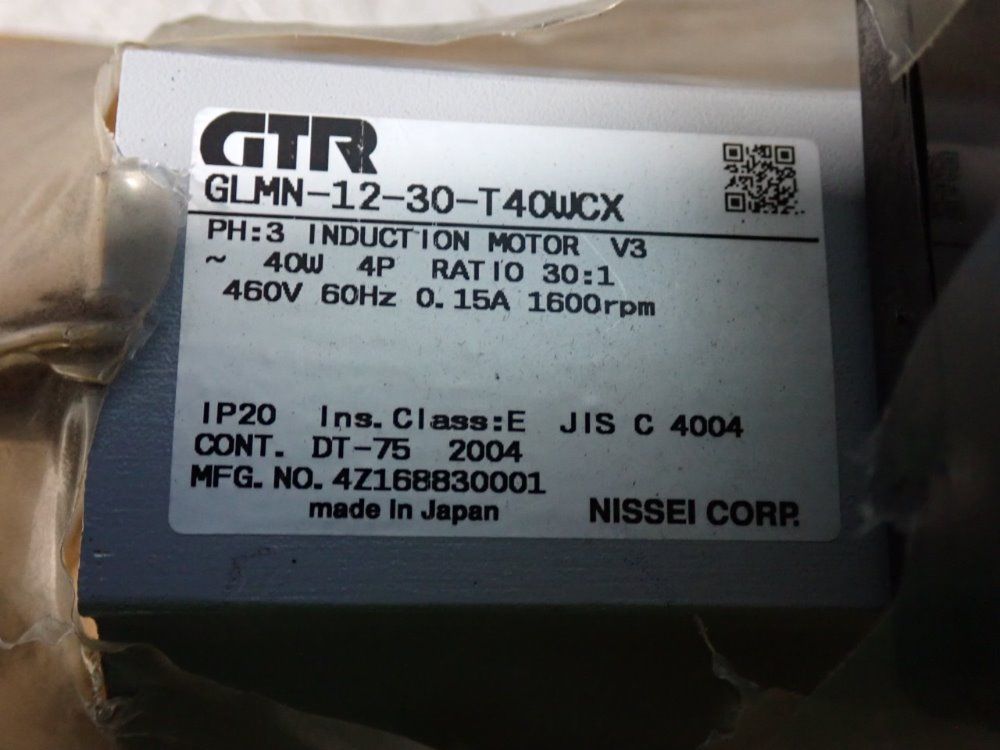 GTR
GLMN-12-30-T40WCX
PH:3 INDUCTION MOTOR V3
~ 40W 4P RATIO 30:1
460V 60Hz 0.15A 1600rpm
IP20 Ins.Class:E JIS C 4004
CONT. DT-75 2004
MFG.NO.4Z168830001
made in Japan NISSEI CORP.